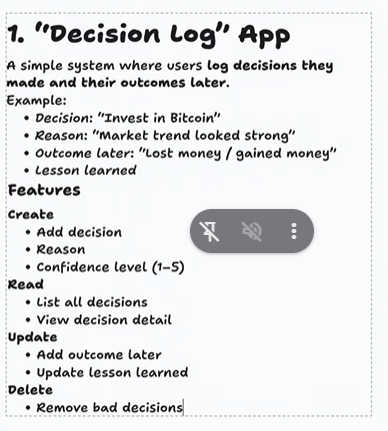 1. "Decision Log" App
A simple system where users log decisions they
made and their outcomes later.
Example:
• Decision: "Invest in Bitcoin"
• Reason: "Market trend looked strong"
• Outcome later: "Lost money / gained money"
• Lesson learned
Features
Create
• Add decision
• Reason
• Confidence level (1–5)
Read
• List all decisions
• View decision detail
Update
• Add outcome later
• Update lesson learned
Delete
• Remove bad decisions